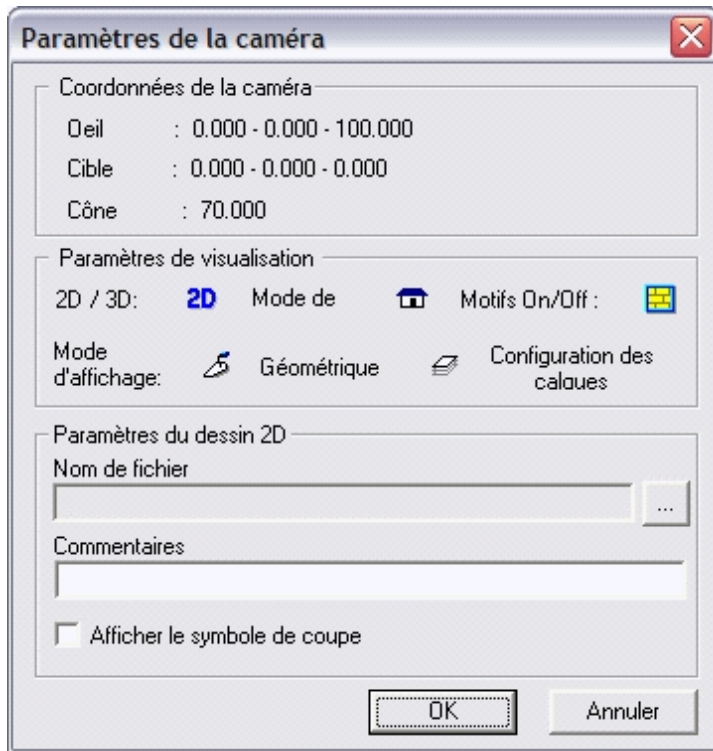 Paramètres de la caméra
Coordonnées de la caméra
Oeil : 0.000 - 0.000 - 100.000
Cible : 0.000 - 0.000 - 0.000
Cône : 70.000
Paramètres de visualisation
2D / 3D: 2D Mode de Motifs On/Off :
Mode d'affichage: Géométrique Configuration des calques
Paramètres du dessin 2D
Nom de fichier
...
Commentaires
Afficher le symbole de coupe
OK Annuler